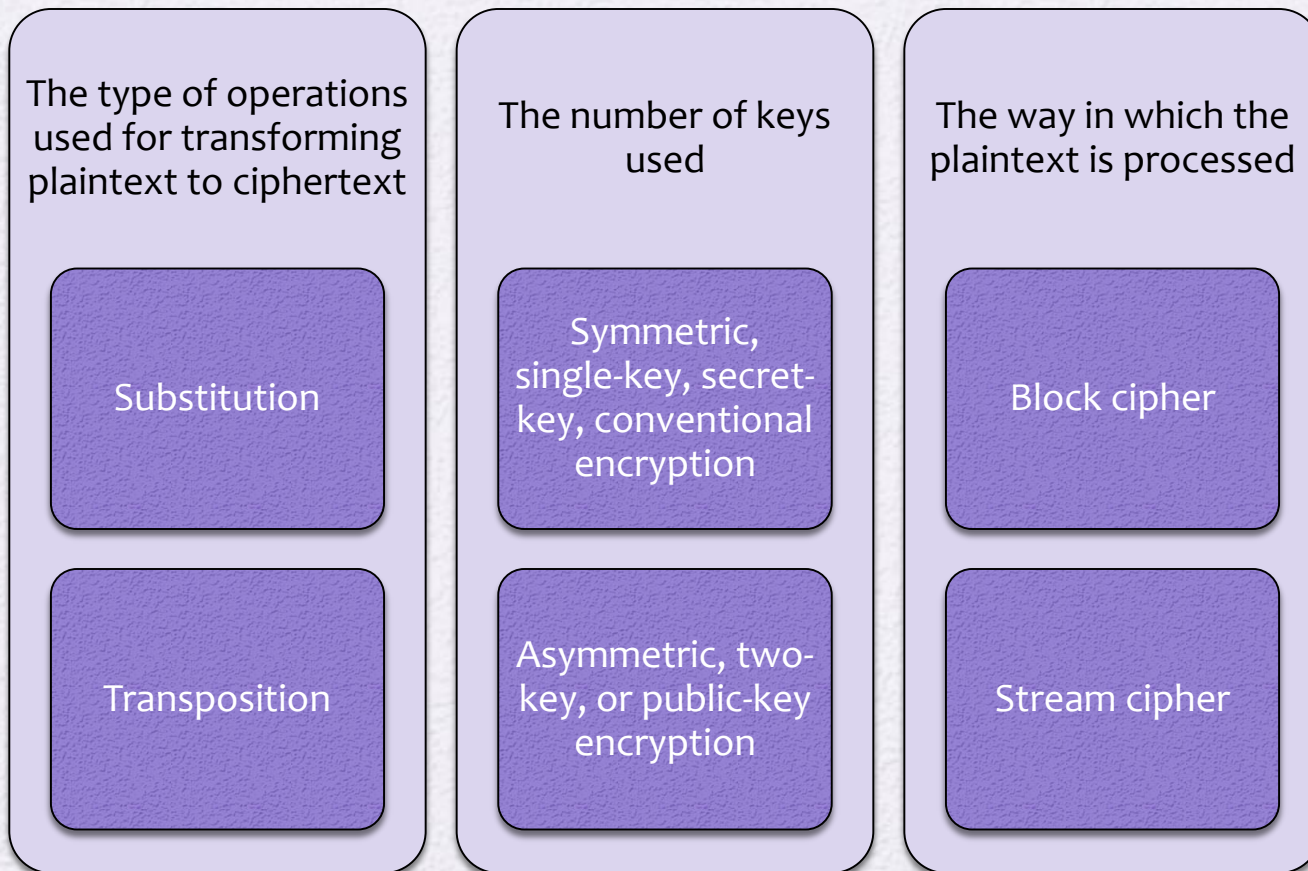 The type of operations
used for transforming
plaintext to ciphertext
Substitution
Transposition
The number of keys
used
Symmetric,
single-key, secret-
key, conventional
encryption
Asymmetric, two-
key, or public-key
encryption
The way in which the
plaintext is processed
Block cipher
Stream cipher